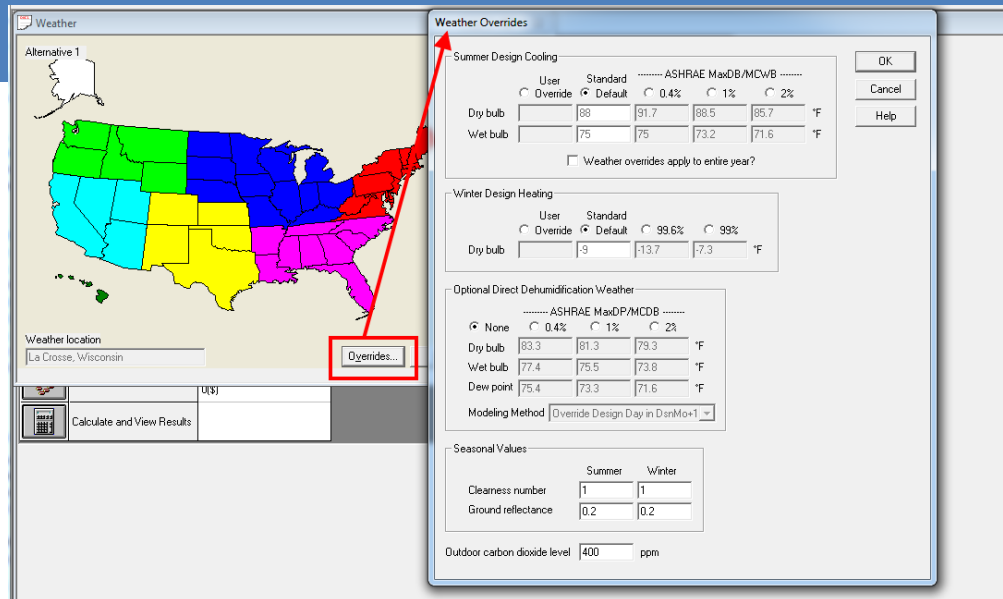 Weather
Alternative 1
Weather location
La Crosse, Wisconsin
Overrides...
U($)
Calculate and View Results
Weather Overrides
OK
Cancel
Help
Summer Design Cooling
User Standard -------- ASHRAE MaxDB/MCWB --------
Override Default 0.4% 1% 2%
Dry bulb 88 91.7 88.5 85.7 °F
Wet bulb 75 75 73.2 71.6 °F
Weather overrides apply to entire year?
Winter Design Heating
User Standard
Override Default 99.6% 99%
Dry bulb -9 -13.7 -7.3 °F
Optional Direct Dehumidification Weather
-------- ASHRAE MaxDP/MCDB --------
None 0.4% 1% 2%
Dry bulb 83.3 81.3 79.3 °F
Wet bulb 77.4 75.5 73.8 °F
Dew point 75.4 73.3 71.6 °F
Modeling Method Override Design Day in DsnMo+1
Seasonal Values
Summer Winter
Clearness number 1 1
Ground reflectance 0.2 0.2
Outdoor carbon dioxide level 400 ppm